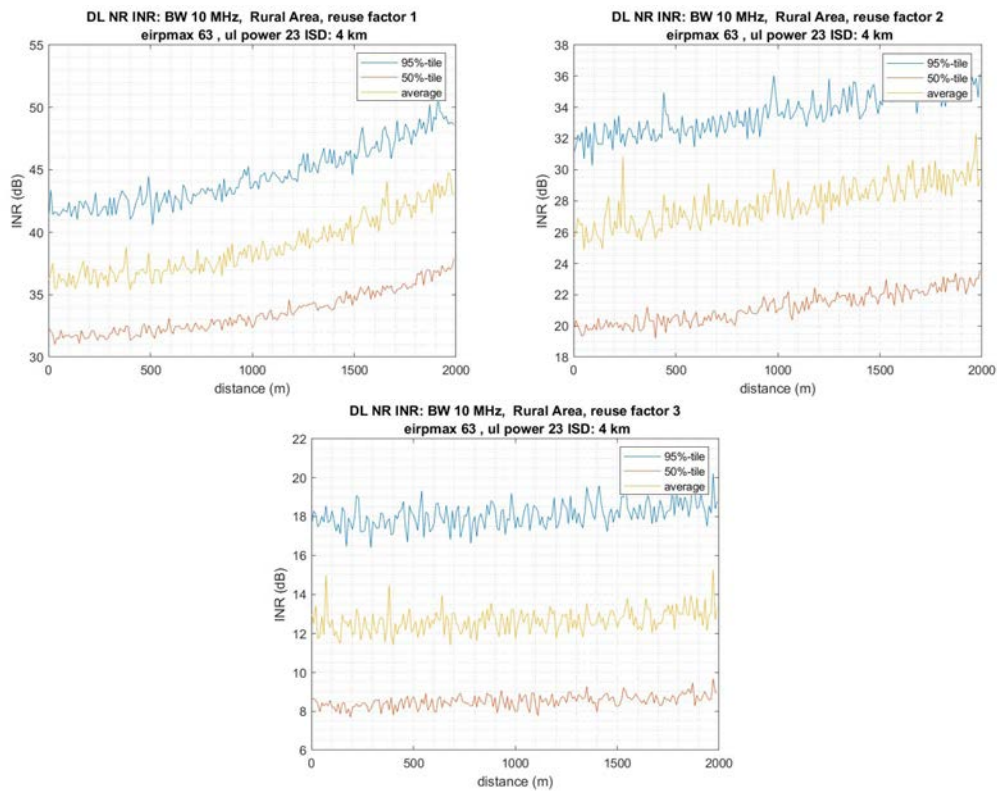 DL NR INR: BW 10 MHz,  Rural Area, reuse factor 1
eirpmax 63 , ul power 23 ISD: 4 km
55
50
45
40
35
30
INR (dB)
95%-tile
50%-tile
average
0
500
1000
1500
2000
distance (m)
DL NR INR: BW 10 MHz,  Rural Area, reuse factor 2
eirpmax 63 , ul power 23 ISD: 4 km
38
36
34
32
30
28
26
24
22
20
18
INR (dB)
95%-tile
50%-tile
average
0
500
1000
1500
2000
distance (m)
DL NR INR: BW 10 MHz,  Rural Area, reuse factor 3
eirpmax 63 , ul power 23 ISD: 4 km
22
20
18
16
14
12
10
8
6
INR (dB)
95%-tile
50%-tile
average
0
500
1000
1500
2000
distance (m)